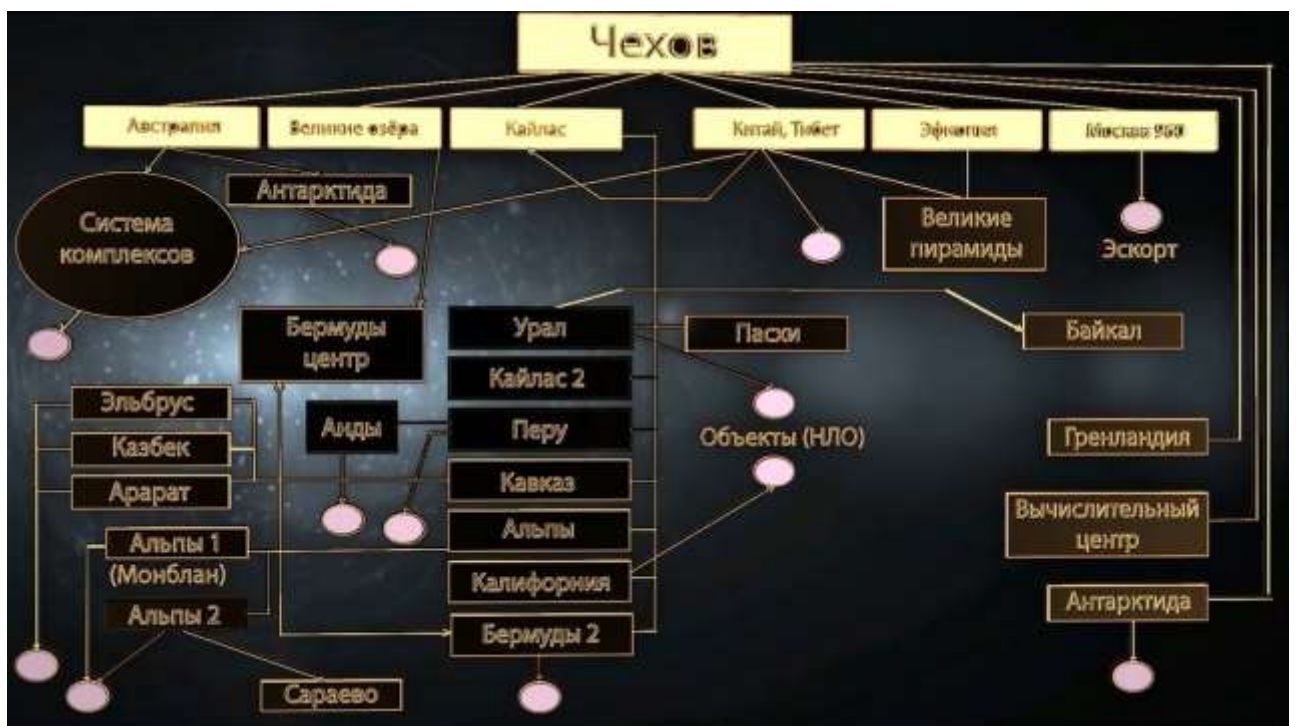 Чехов
Австралия
Великие озёра
Кайлас
Китай, Тибет
Москва 960
Антарктида
Система
комплексов
Великие
пирамиды
Эскорт
Бермуды
центр
Урал
Пасхи
Байкал
Кайлас 2
Эльбрус
Анды
Перу
Объекты (НЛО)
Гренландия
Казбек
Кавказ
Арарат
Вычислительный
центр
Альпы 1
(Монблан)
Альпы
Калифорния
Антарктида
Альпы 2
Бермуды 2
Сараево